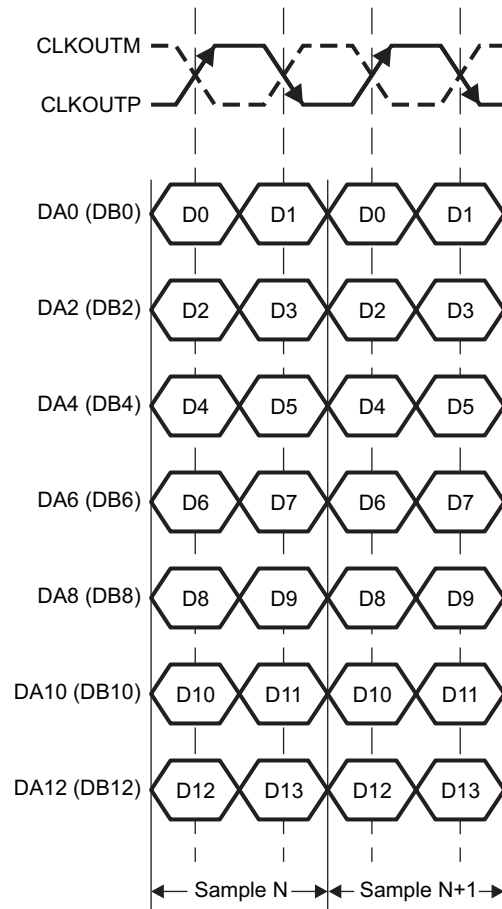 CLKOUTM
CLKOUTP
DA0 (DB0) D0 D1 D0 D1
DA2 (DB2) D2 D3 D2 D3
DA4 (DB4) D4 D5 D4 D5
DA6 (DB6) D6 D7 D6 D7
DA8 (DB8) D8 D9 D8 D9
DA10 (DB10) D10 D11 D10 D11
DA12 (DB12) D12 D13 D12 D13
Sample N Sample N+1